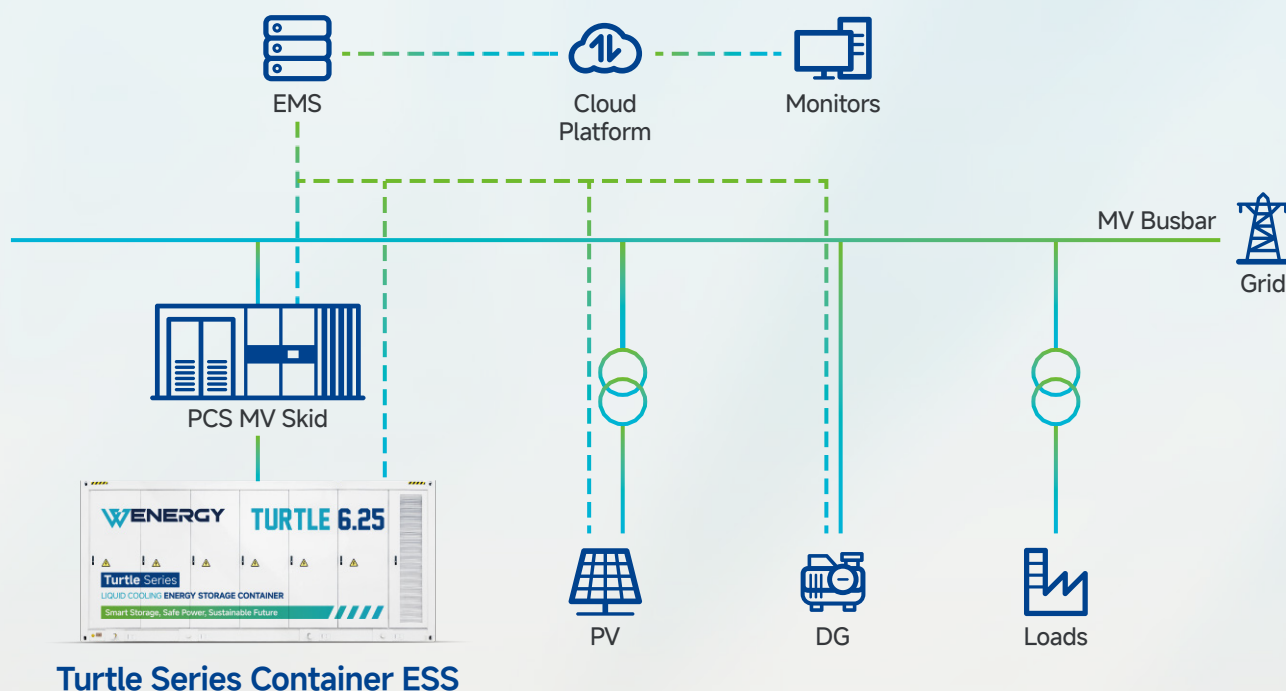 EMS
Cloud
Platform
Monitors
MV Busbar
Grid
PCS MV Skid
WENERGY
TURTLE 6.25
Turtle Series
LIQUID COOLING ENERGY STORAGE CONTAINER
Smart Storage, Safe Power, Sustainable Future
PV
DG
Loads
Turtle Series Container ESS